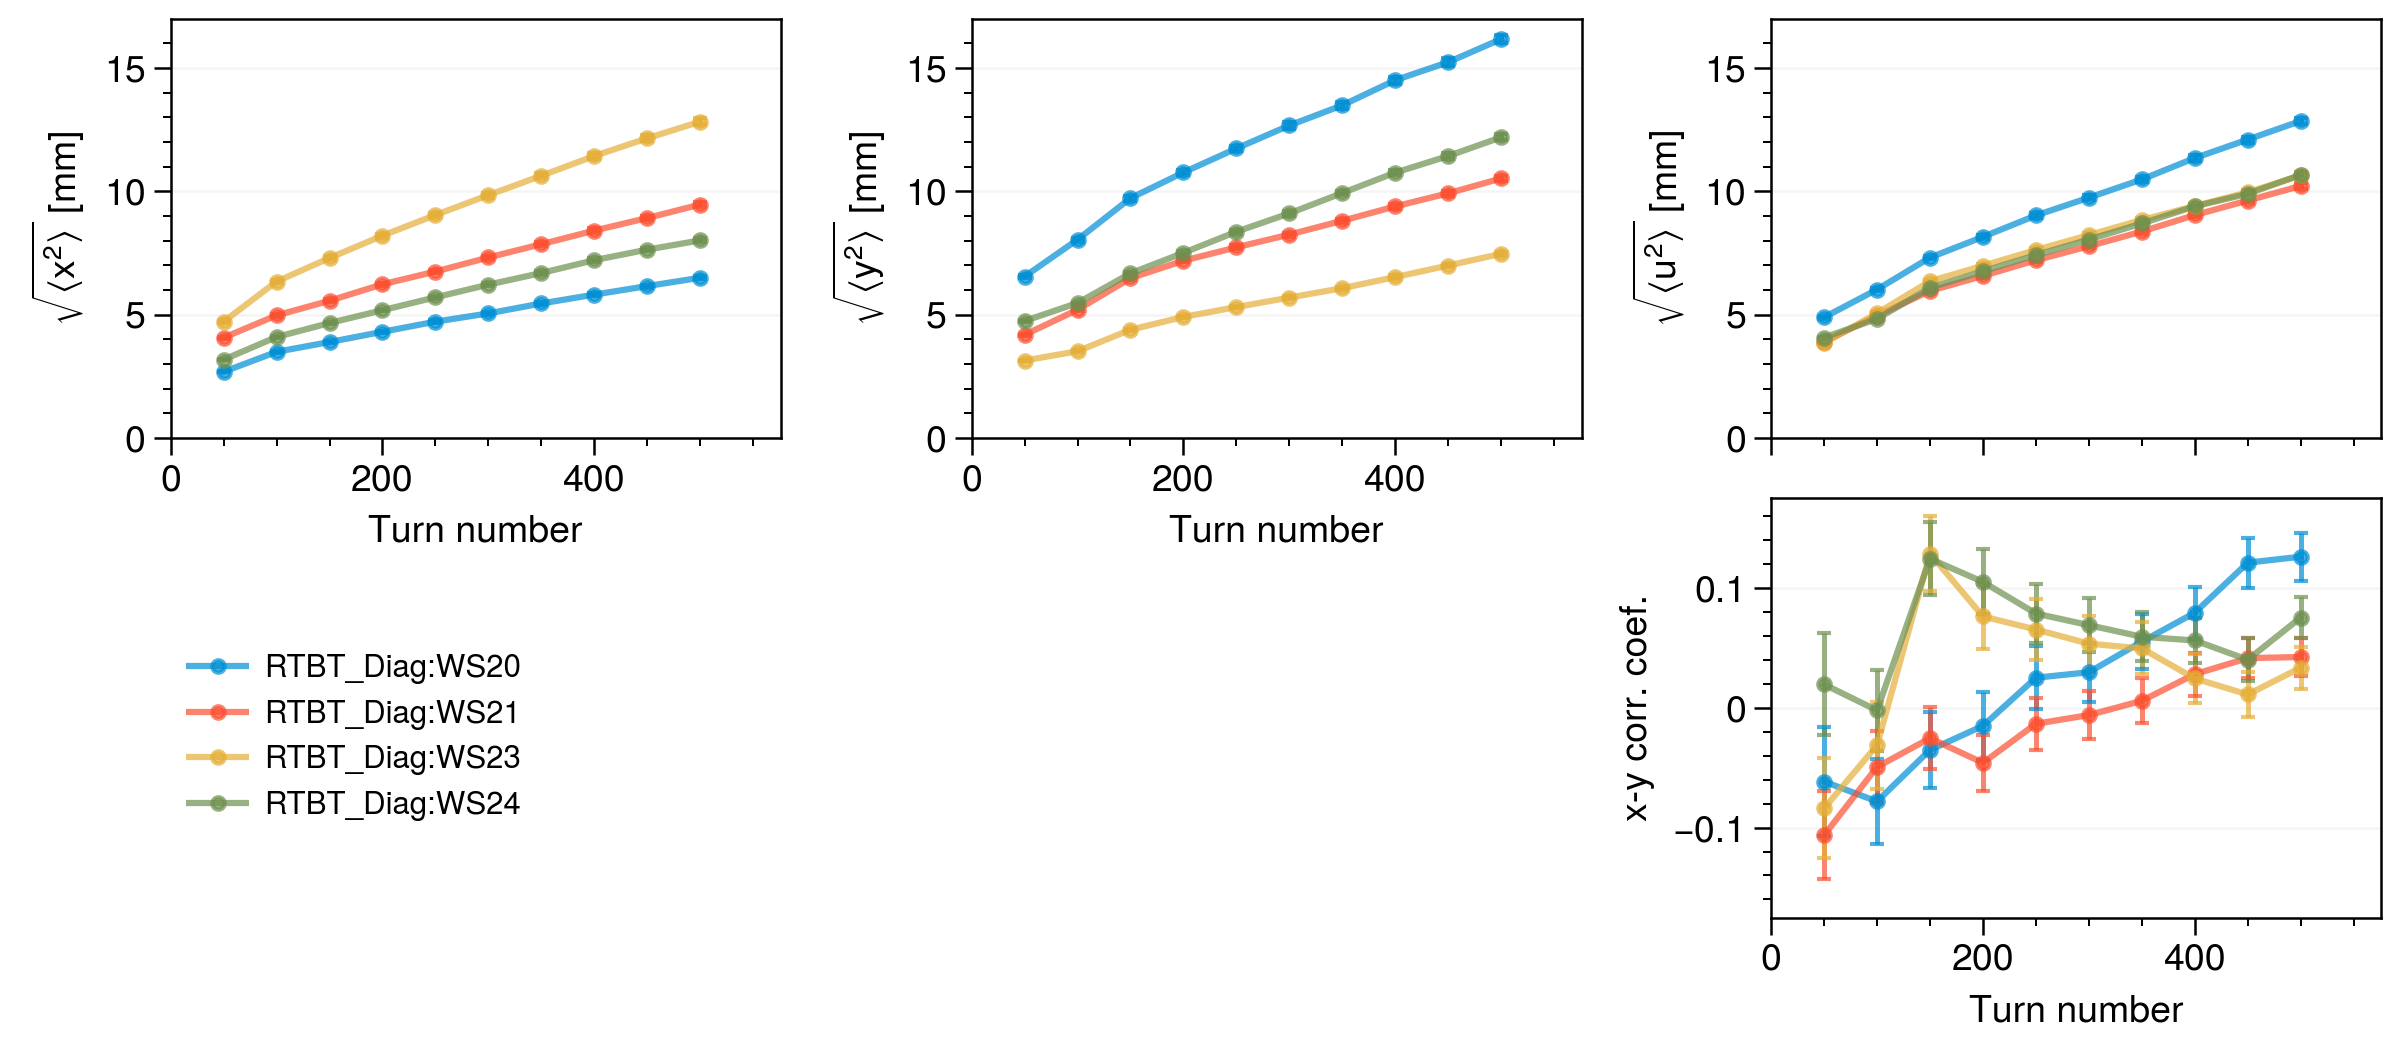 15
10
5
0
√⟨x²⟩ [mm]
0 200 400
Turn number
15
10
5
0
√⟨y²⟩ [mm]
0 200 400
Turn number
15
10
5
0
√⟨u²⟩ [mm]
RTBT_Diag:WS20
RTBT_Diag:WS21
RTBT_Diag:WS23
RTBT_Diag:WS24
0.1
0
−0.1
x-y corr. coef.
0 200 400
Turn number